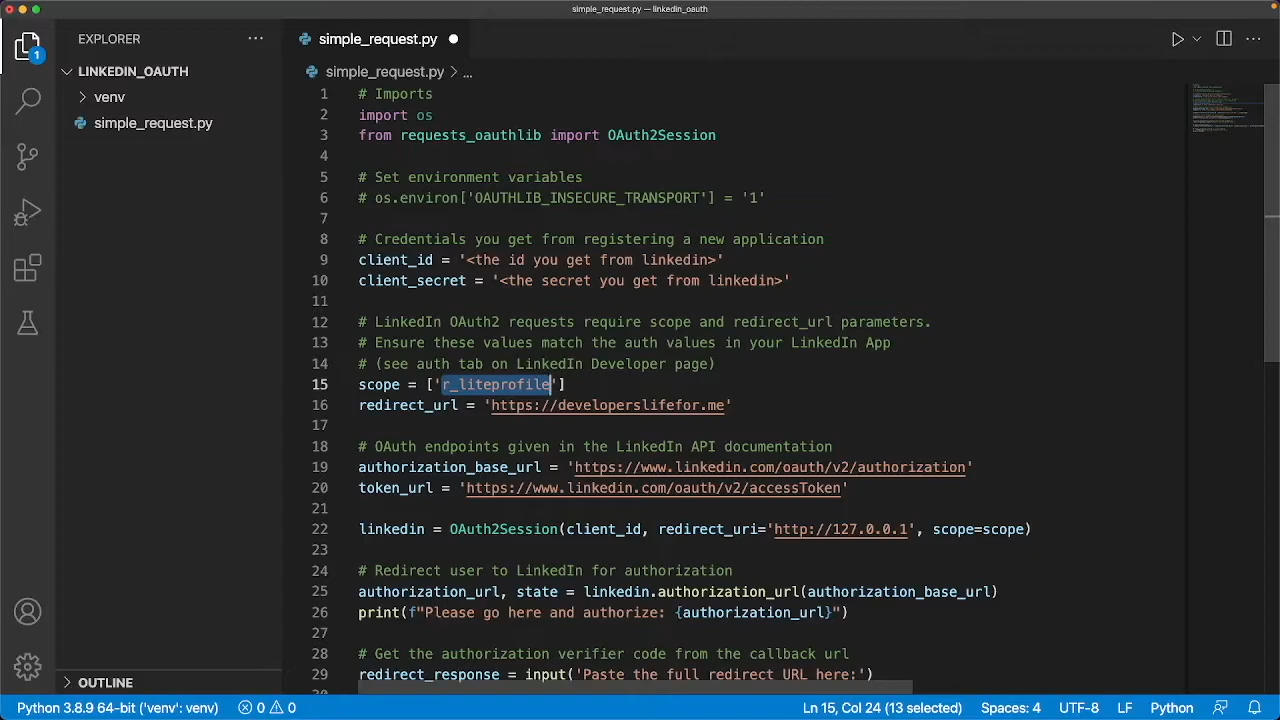 simple_request.py — linkedin_oauth
EXPLORER
LINKEDIN_OAUTH
venv
simple_request.py
OUTLINE
1
simple_request.py
simple_request.py > ...
1 # Imports
2 import os
3 from requests_oauthlib import OAuth2Session
4
5 # Set environment variables
6 # os.environ['OAUTHLIB_INSECURE_TRANSPORT'] = '1'
7
8 # Credentials you get from registering a new application
9 client_id = '<the id you get from linkedin>'
10 client_secret = '<the secret you get from linkedin>'
11
12 # LinkedIn OAuth2 requests require scope and redirect_url parameters.
13 # Ensure these values match the auth values in your LinkedIn App
14 # (see auth tab on LinkedIn Developer page)
15 scope = ['r_liteprofile']
16 redirect_url = 'https://developerslifefor.me'
17
18 # OAuth endpoints given in the LinkedIn API documentation
19 authorization_base_url = 'https://www.linkedin.com/oauth/v2/authorization'
20 token_url = 'https://www.linkedin.com/oauth/v2/accessToken'
21
22 linkedin = OAuth2Session(client_id, redirect_uri='http://127.0.0.1', scope=scope)
23
24 # Redirect user to LinkedIn for authorization
25 authorization_url, state = linkedin.authorization_url(authorization_base_url)
26 print(f"Please go here and authorize: {authorization_url}")
27
28 # Get the authorization verifier code from the callback url
29 redirect_response = input('Paste the full redirect URL here:')
Python 3.8.9 64-bit ('venv': venv) 0 0 Ln 15, Col 24 (13 selected) Spaces: 4 UTF-8 LF Python